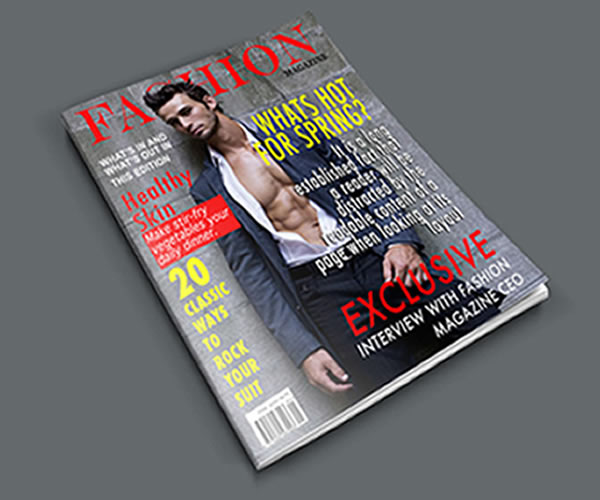 FASHION
MAGAZINE
WHAT'S IN AND
WHAT'S OUT IN
THIS EDITION
Healthy
Skin
Make stir-fry
vegetables your
daily dinner.
20
CLASSIC
WAYS
TO
ROCK
YOUR
SUIT
WHATS HOT
FOR SPRING?
It is a long
established fact that
a reader will be
distracted by the
readable content of a
page when looking at its
layout
EXCLUSIVE
INTERVIEW WITH FASHION
MAGAZINE CEO